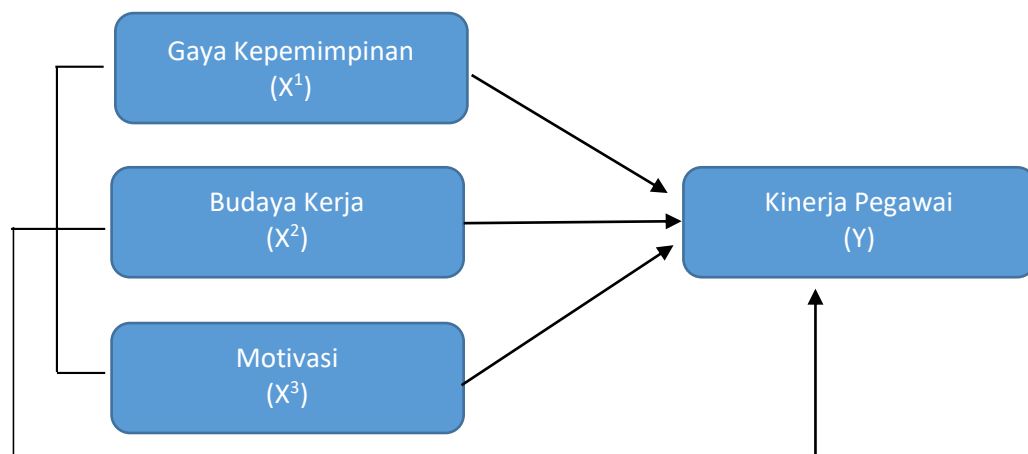 Gaya Kepemimpinan
(X¹)
Budaya Kerja
(X²)
Kinerja Pegawai
(Y)
Motivasi
(X³)